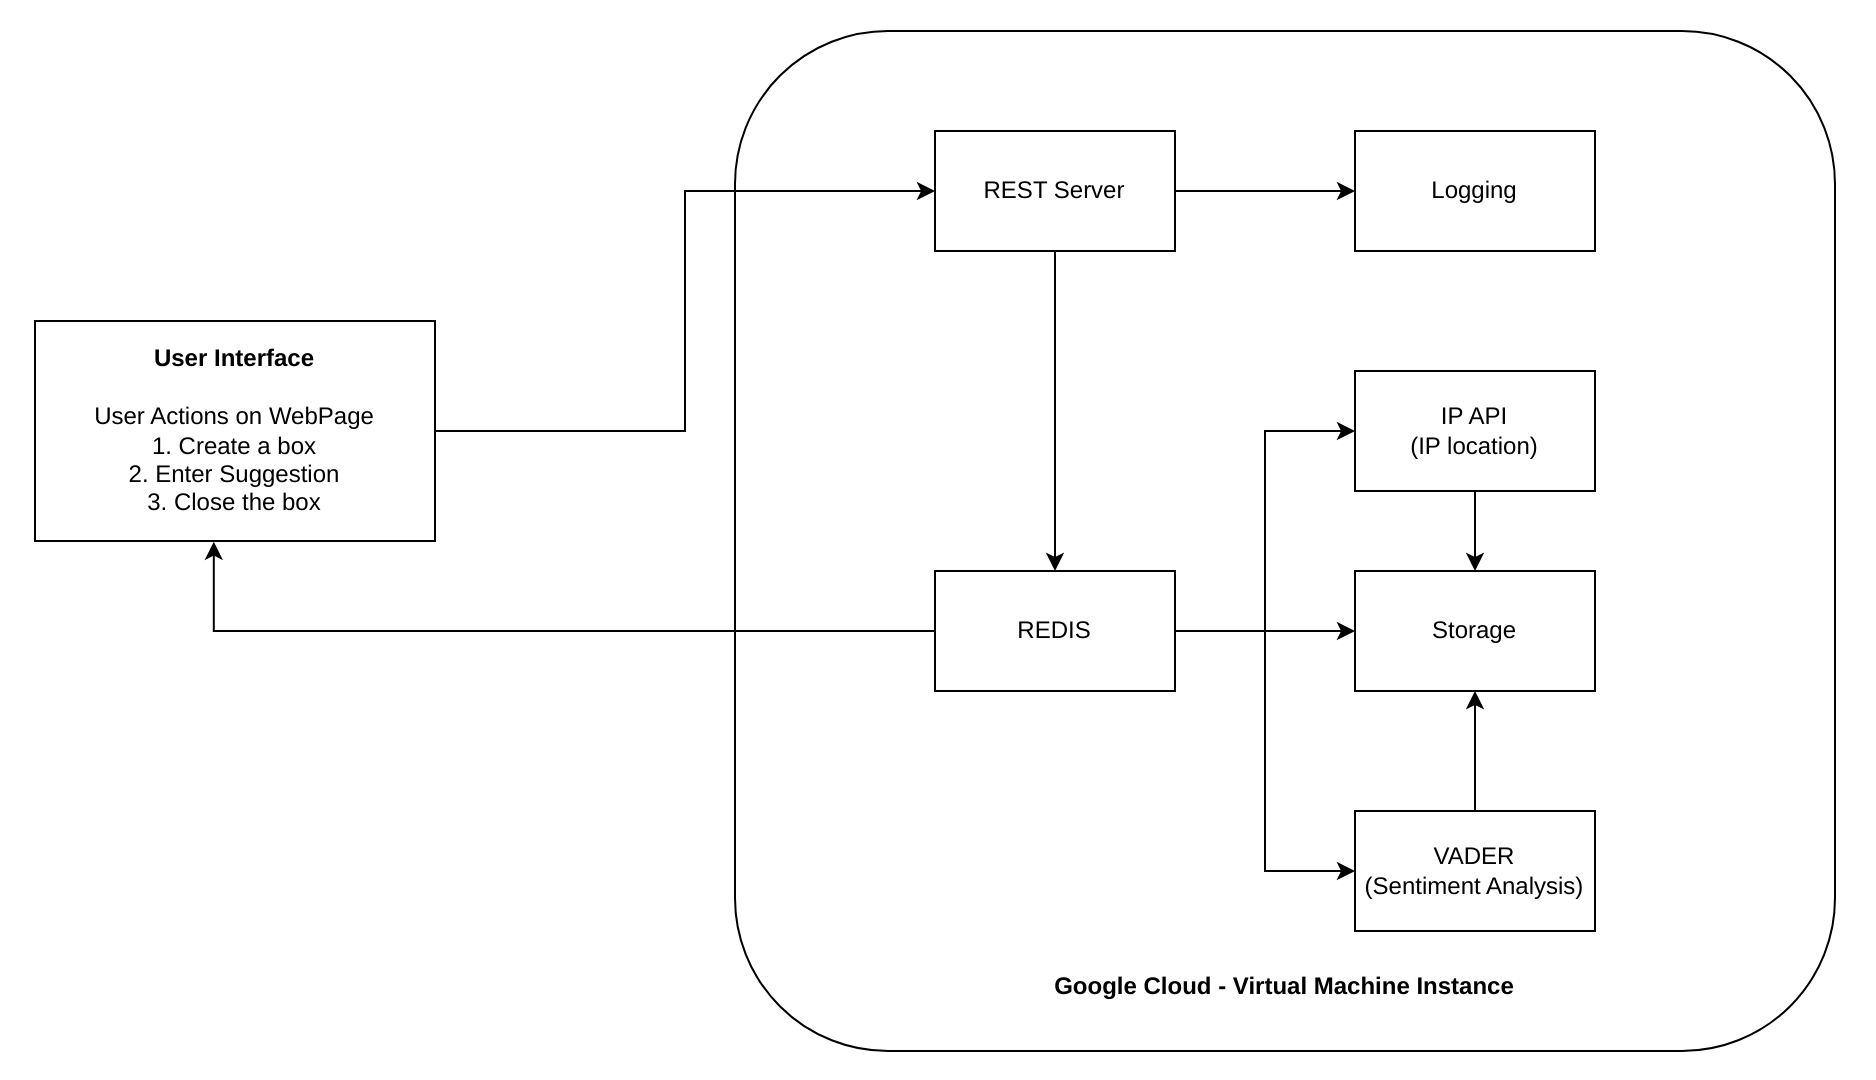 REST Server
Logging
User Interface
User Actions on WebPage
1. Create a box
2. Enter Suggestion
3. Close the box
IP API
(IP location)
REDIS
Storage
VADER
(Sentiment Analysis)
Google Cloud - Virtual Machine Instance